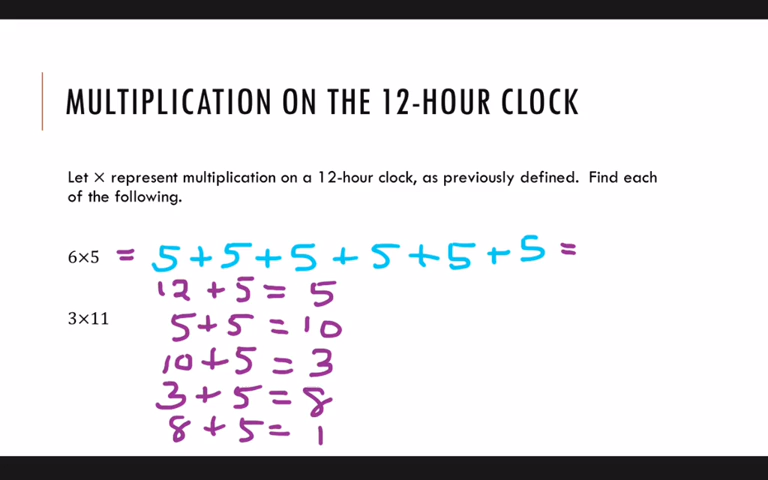 MULTIPLICATION ON THE 12-HOUR CLOCK
Let × represent multiplication on a 12-hour clock, as previously defined. Find each
of the following.
6×5 = 5 + 5 + 5 + 5 + 5 + 5 =
12 + 5 = 5
3×11
5 + 5 = 10
10 + 5 = 3
3 + 5 = 8
8 + 5 = 1